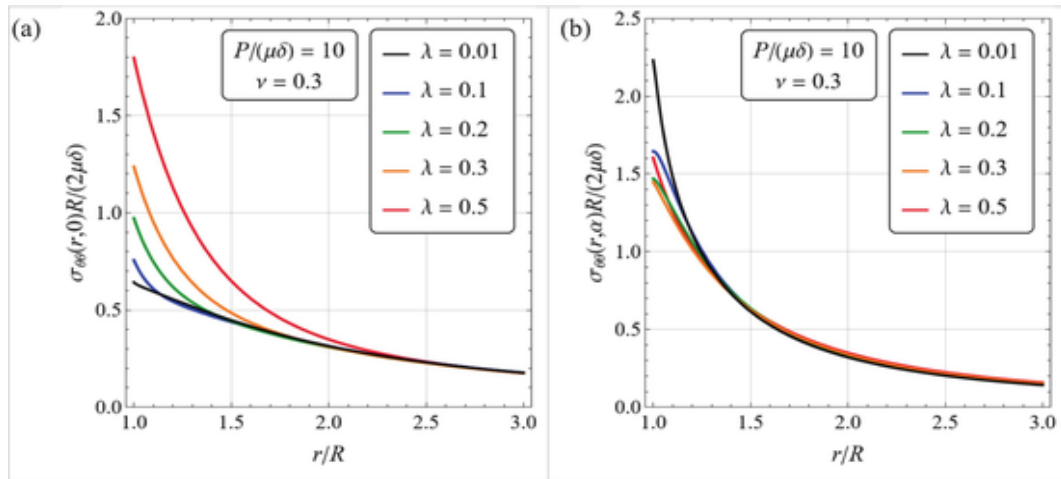 (a)
2.0
1.5
1.0
0.5
0.0
σθθ(r,0)R/(2μδ)
P/(μδ) = 10
ν = 0.3
λ = 0.01
λ = 0.1
λ = 0.2
λ = 0.3
λ = 0.5
1.0 1.5 2.0 2.5 3.0
r/R
(b)
2.5
2.0
1.5
1.0
0.5
0.0
σθθ(r,α)R/(2μδ)
P/(μδ) = 10
ν = 0.3
λ = 0.01
λ = 0.1
λ = 0.2
λ = 0.3
λ = 0.5
1.0 1.5 2.0 2.5 3.0
r/R